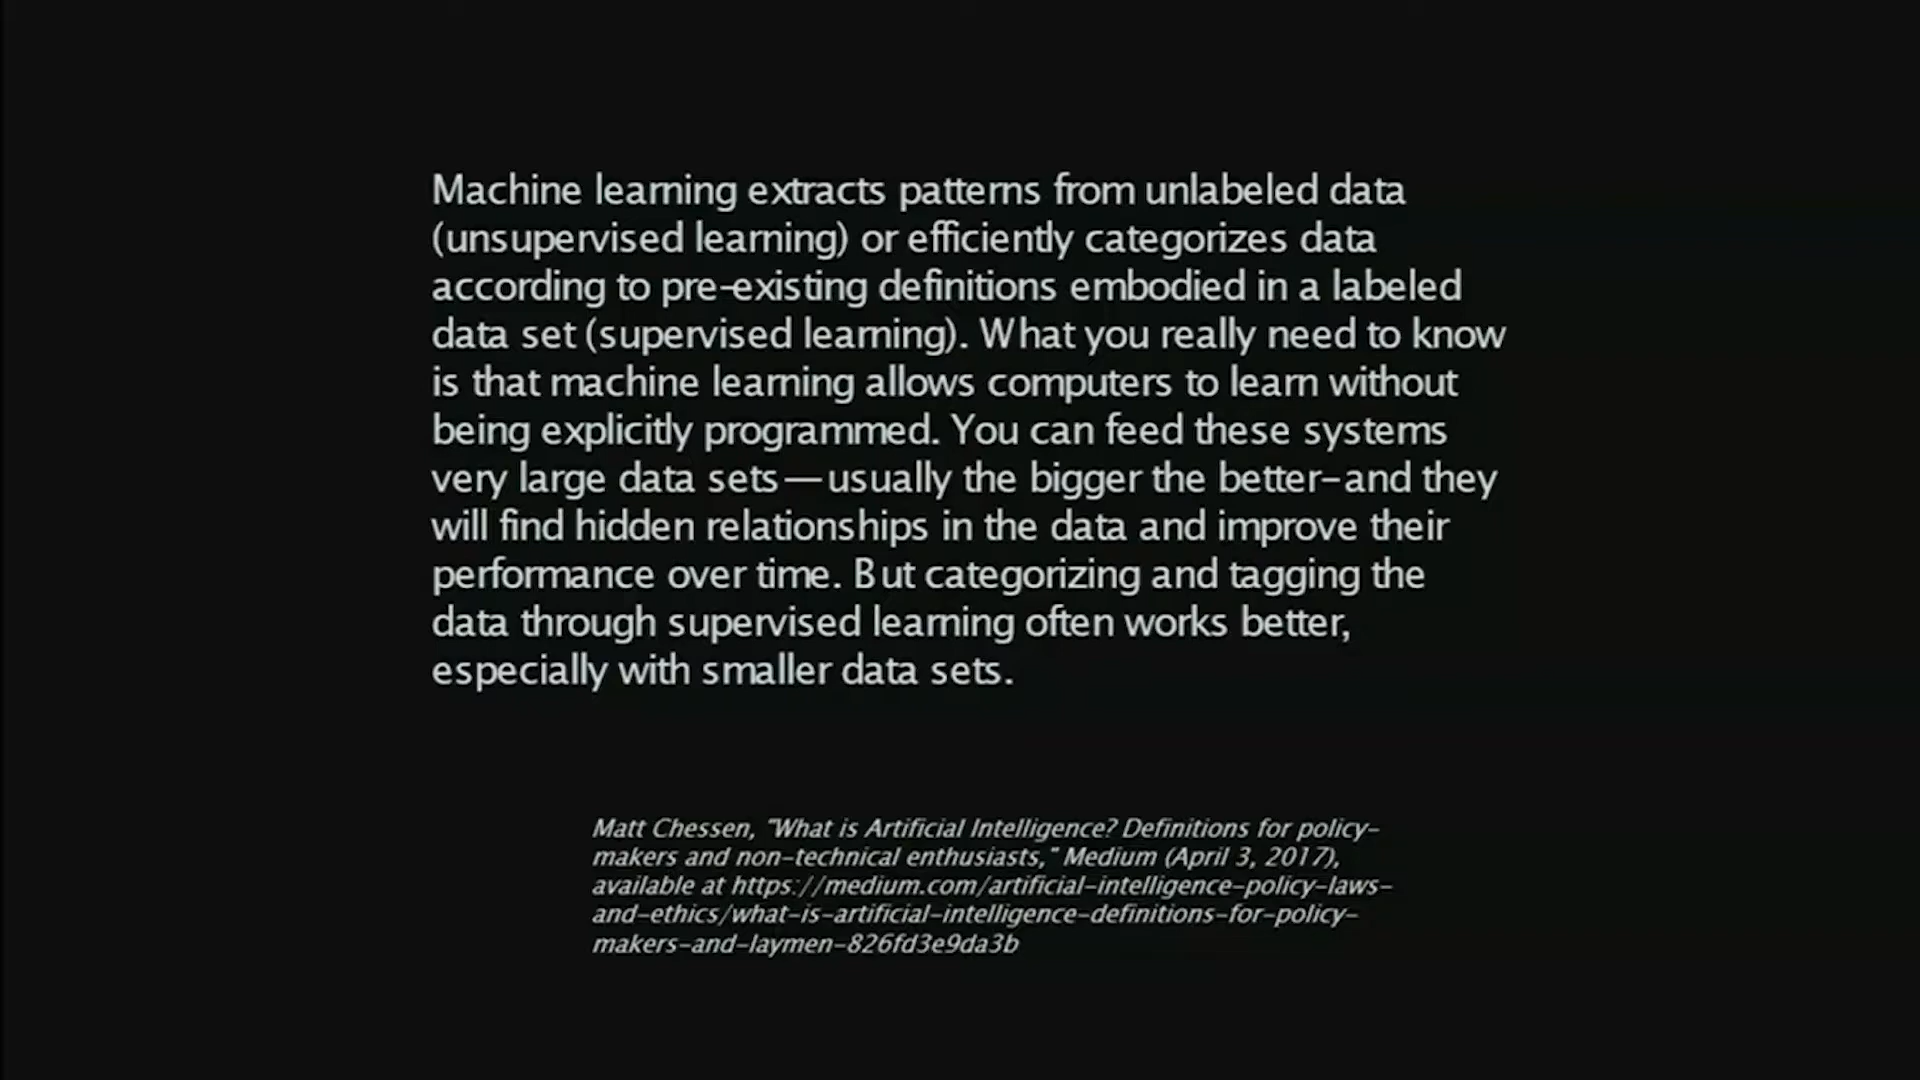 Machine learning extracts patterns from unlabeled data
(unsupervised learning) or efficiently categorizes data
according to pre-existing definitions embodied in a labeled
data set (supervised learning). What you really need to know
is that machine learning allows computers to learn without
being explicitly programmed. You can feed these systems
very large data sets—usually the bigger the better–and they
will find hidden relationships in the data and improve their
performance over time. But categorizing and tagging the
data through supervised learning often works better,
especially with smaller data sets.
Matt Chessen, "What is Artificial Intelligence? Definitions for policy-
makers and non-technical enthusiasts," Medium (April 3, 2017),
available at https://medium.com/artificial-intelligence-policy-laws-
and-ethics/what-is-artificial-intelligence-definitions-for-policy-
makers-and-laymen-826fd3e9da3b